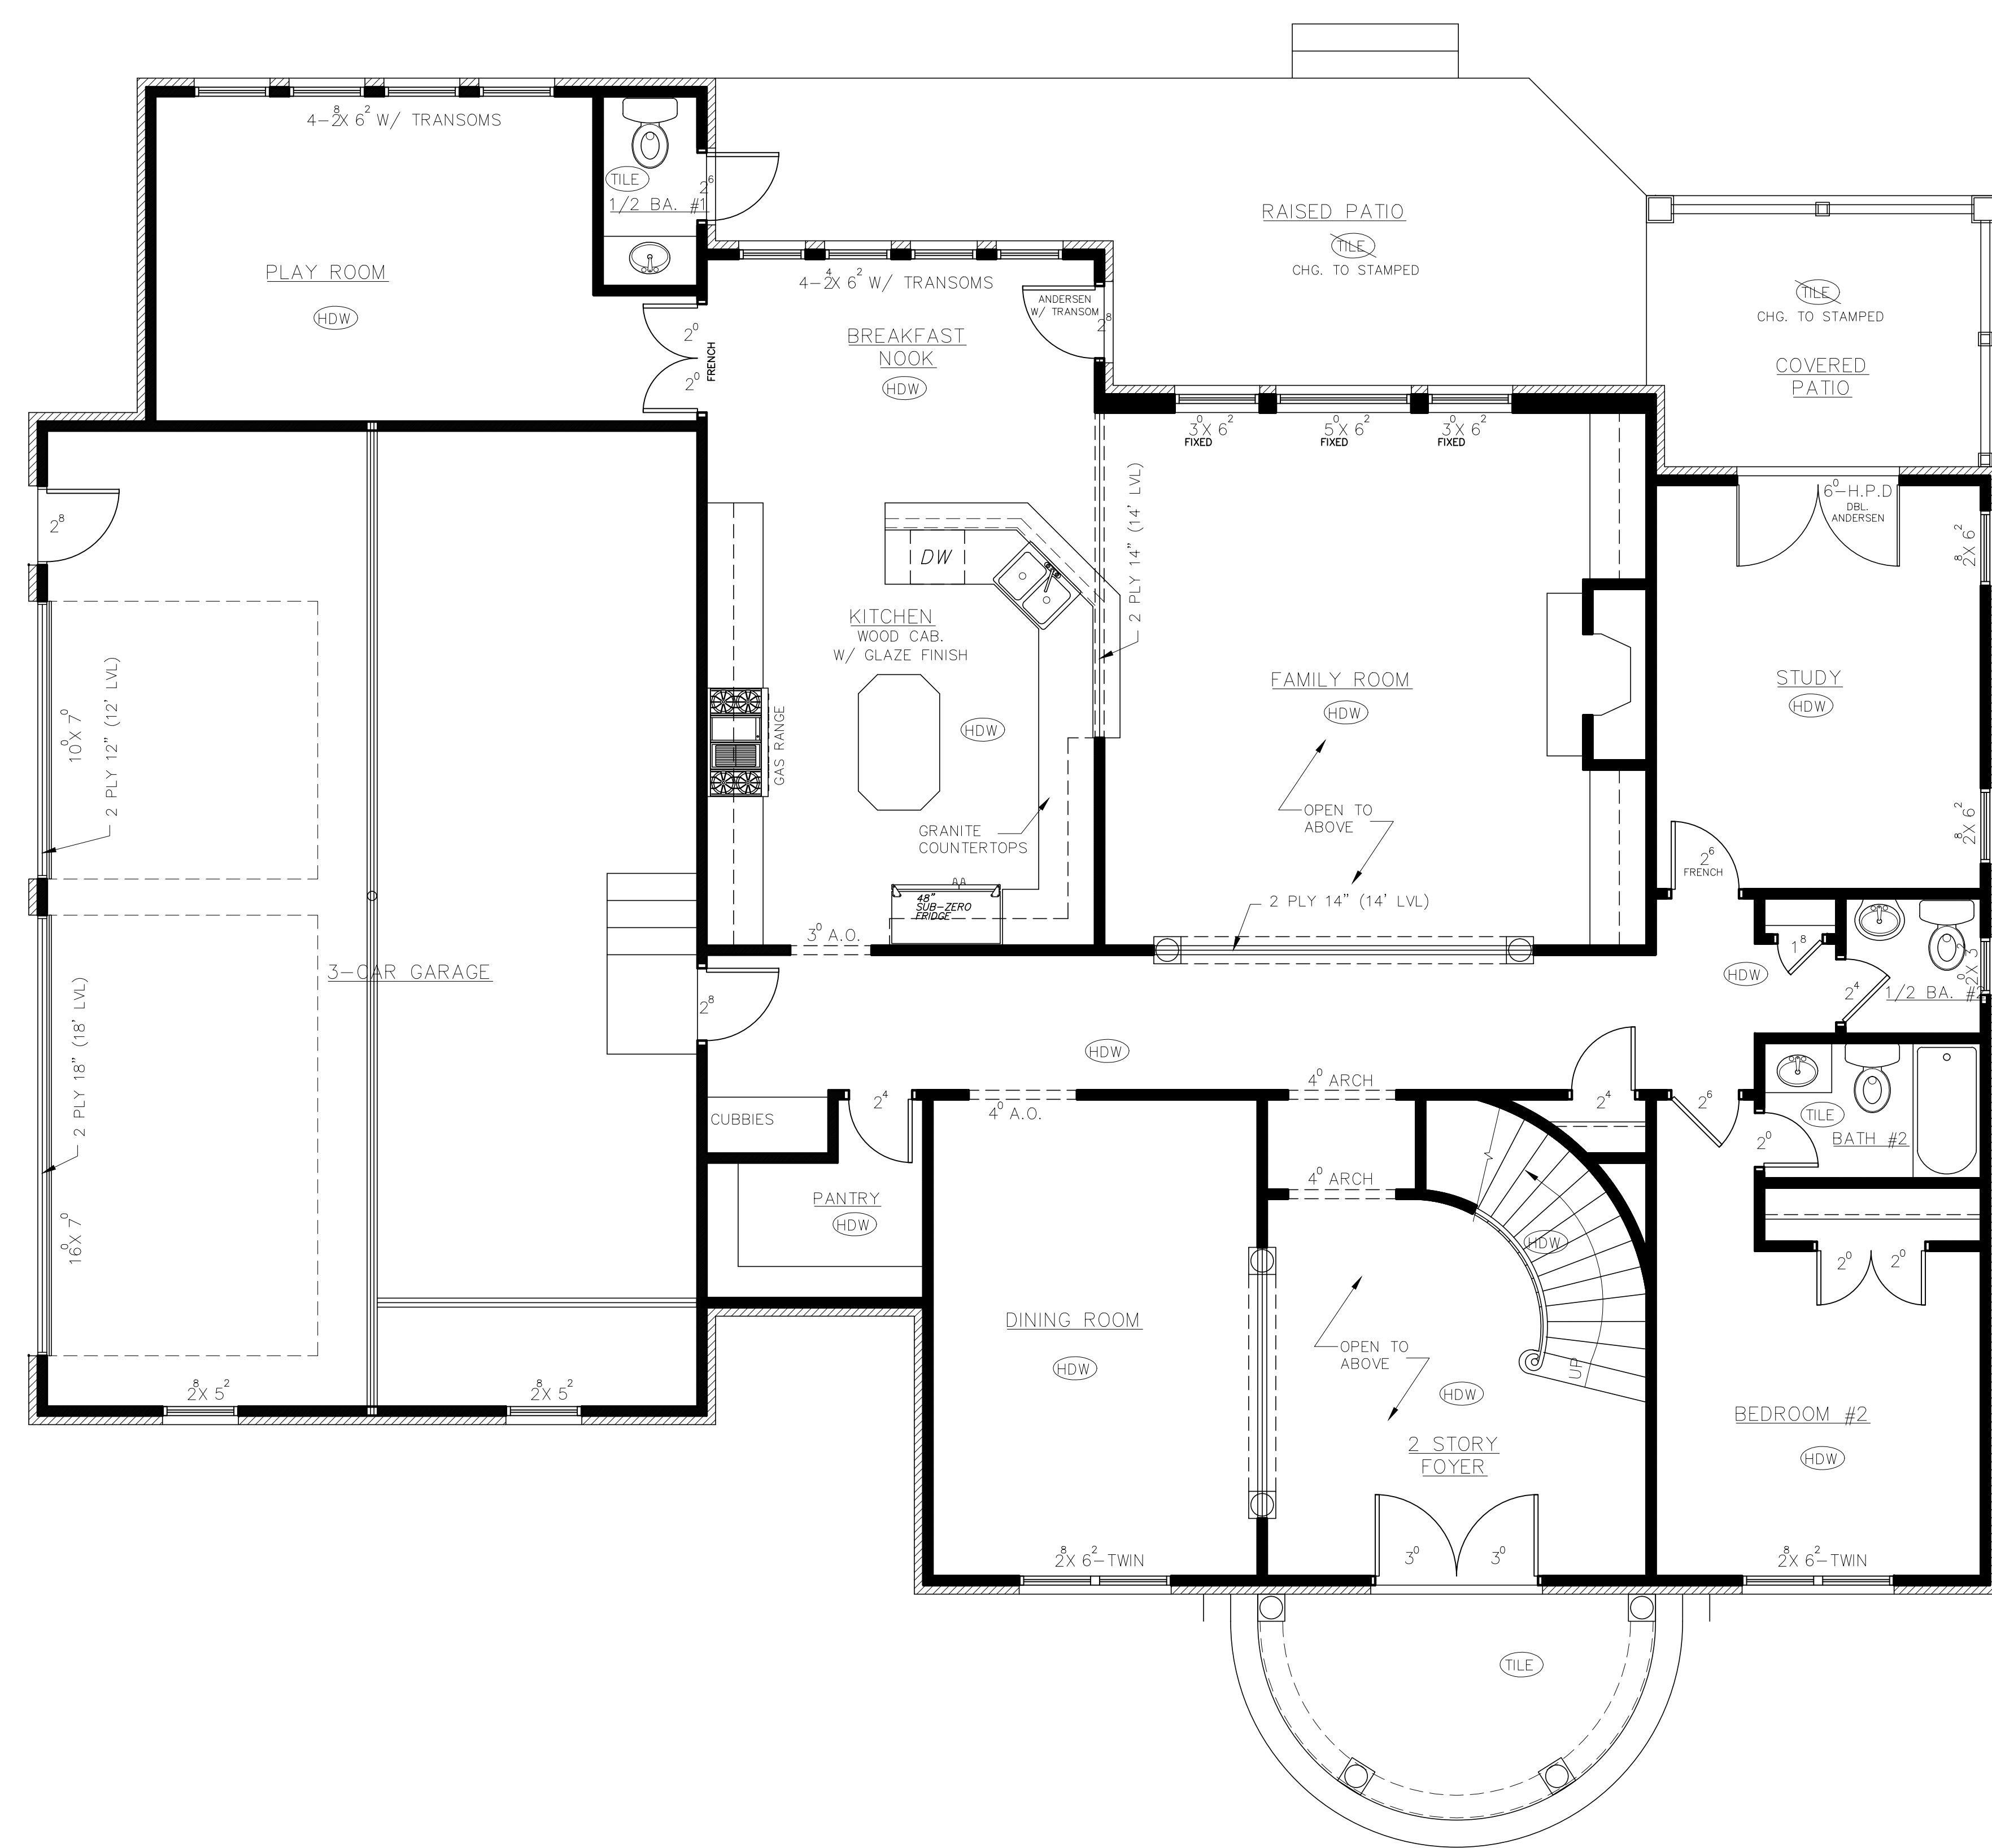 4-2⁸X 6² W/ TRANSOMS
TILE
1/2 BA. #1
2⁶
PLAY ROOM
HDW
2⁰
2⁰
FRENCH
4-2⁴X 6² W/ TRANSOMS
BREAKFAST
NOOK
HDW
ANDERSEN
W/ TRANSOM
2⁸
RAISED PATIO
TILE
CHG. TO STAMPED
TILE
CHG. TO STAMPED
COVERED
PATIO
3⁰X 6²
FIXED
5⁰X 6²
FIXED
3⁰X 6²
FIXED
2 PLY 14" (14' LVL)
6⁰-H.P.D
DBL.
ANDERSEN
2⁸X 6²
2⁸
DW
KITCHEN
WOOD CAB.
W/ GLAZE FINISH
HDW
GAS RANGE
GRANITE
COUNTERTOPS
48"
SUB-ZERO
FRIDGE
3⁰ A.O.
FAMILY ROOM
HDW
OPEN TO
ABOVE
2 PLY 14" (14' LVL)
STUDY
HDW
2⁸X 6²
2⁶
FRENCH
10⁰X 7⁰
2 PLY 12" (12' LVL)
3-CAR GARAGE
2⁸
2 PLY 18" (18' LVL)
16⁰X 7⁰
2⁸X 5²
2⁸X 5²
HDW
1⁸
2⁴
1/2 BA. #2
2⁰X 3²
HDW
CUBBIES
2⁴
4⁰ A.O.
4⁰ ARCH
4⁰ ARCH
2⁴
2⁶
TILE
BATH #2
2⁰
PANTRY
HDW
HDW
2⁰
2⁰
DINING ROOM
HDW
OPEN TO
ABOVE
UP
HDW
2 STORY
FOYER
BEDROOM #2
HDW
2⁸X 6²-TWIN
3⁰
3⁰
2⁸X 6²-TWIN
TILE